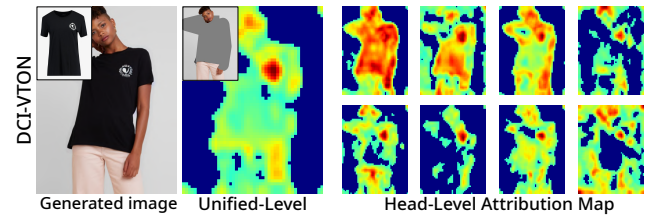 DCI-VTON
Generated image
Unified-Level
Head-Level Attribution Map